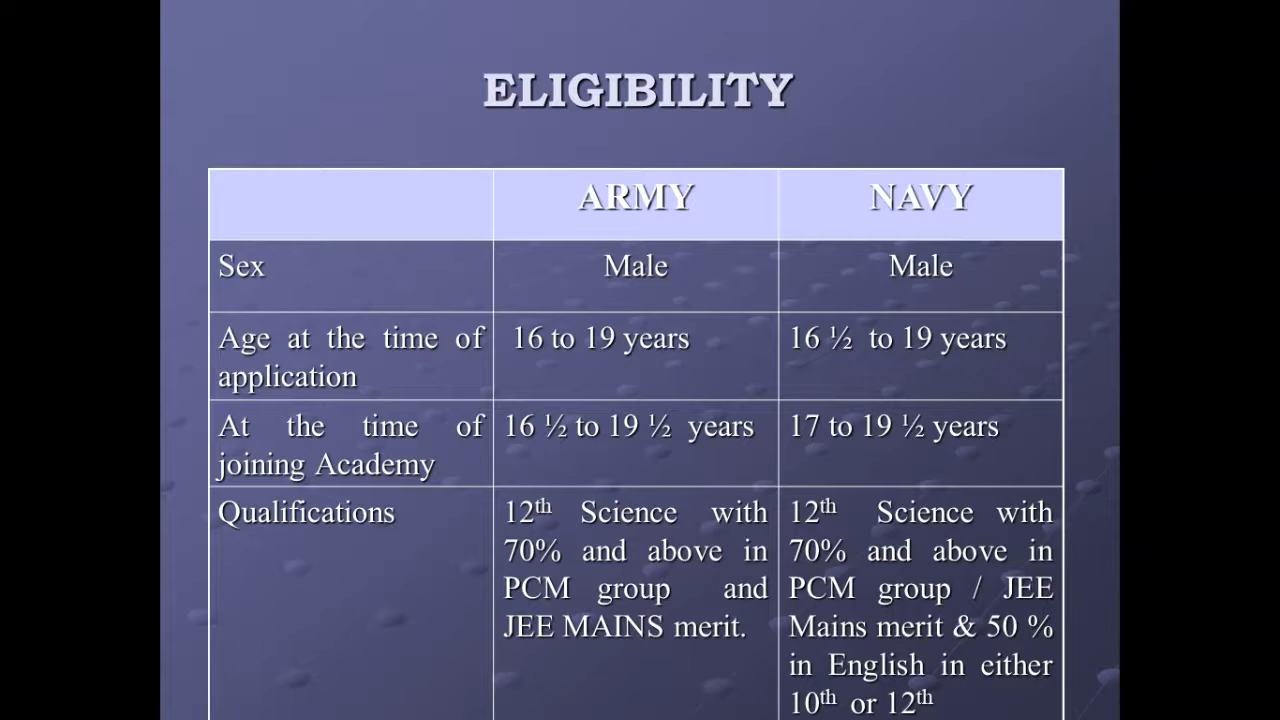 ELIGIBILITY
ARMY NAVY
Sex Male Male
Age at the time of application 16 to 19 years 16 ½ to 19 years
At the time of joining Academy 16 ½ to 19 ½ years 17 to 19 ½ years
Qualifications
12th Science with
70% and above in
PCM group and
JEE MAINS merit.
12th Science with
70% and above in
PCM group / JEE
Mains merit & 50 %
in English in either
10th or 12th